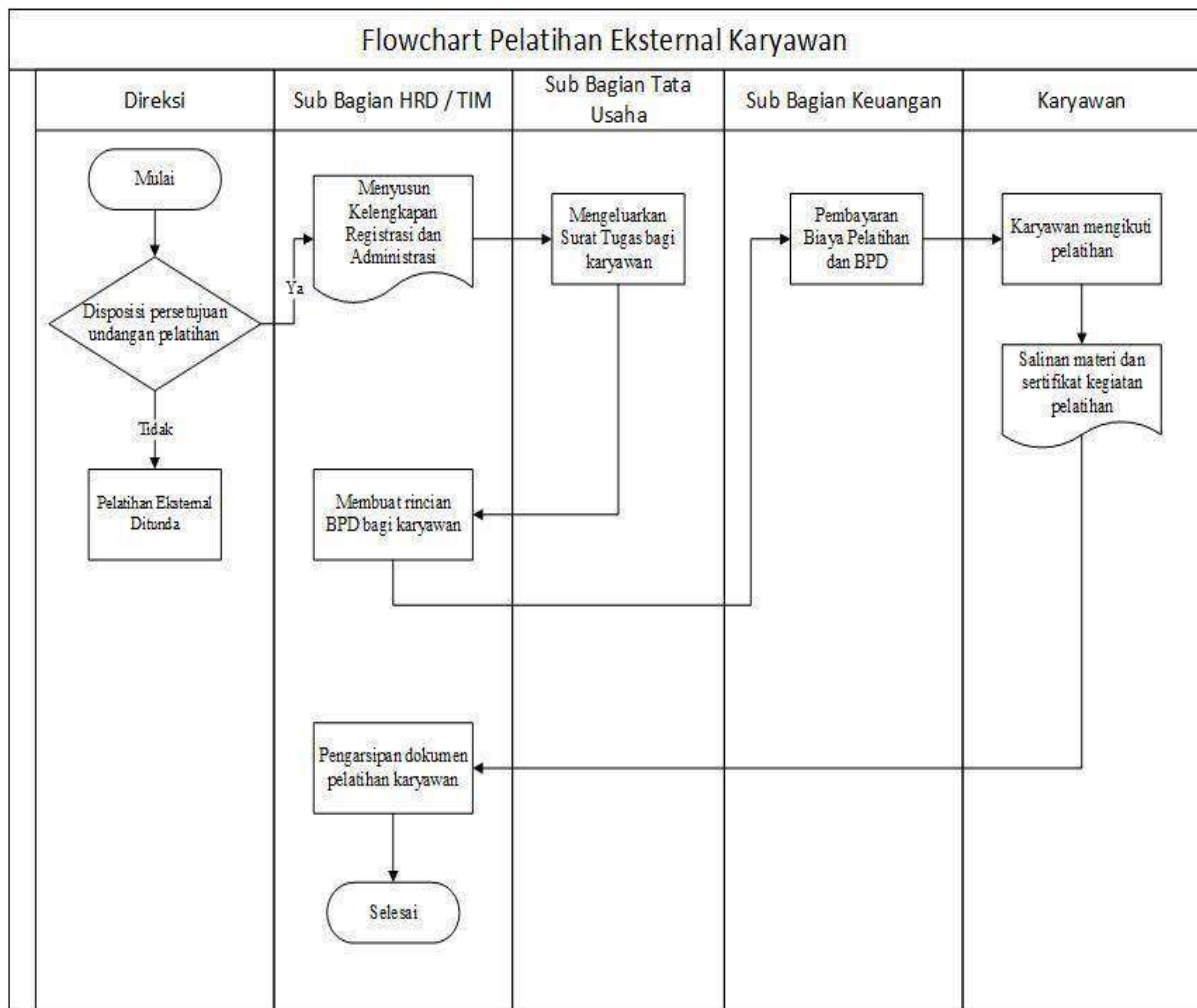 Flowchart Pelatihan Eksternal Karyawan
Direksi
Sub Bagian HRD / TIM
Sub Bagian Tata
Usaha
Sub Bagian Keuangan
Karyawan
Mulai
Disposisi persetujuan
undangan pelatihan
Ya
Tidak
Pelatihan Eksternal
Ditunda
Menyusun
Kelengkapan
Registrasi dan
Administrasi
Mengeluarkan
Surat Tugas bagi
karyawan
Membuat rincian
BPD bagi karyawan
Pembayaran
Biaya Pelatihan
dan BPD
Karyawan mengikuti
pelatihan
Salinan materi dan
sertifikat kegiatan
pelatihan
Pengarsipan dokumen
pelatihan karyawan
Selesai